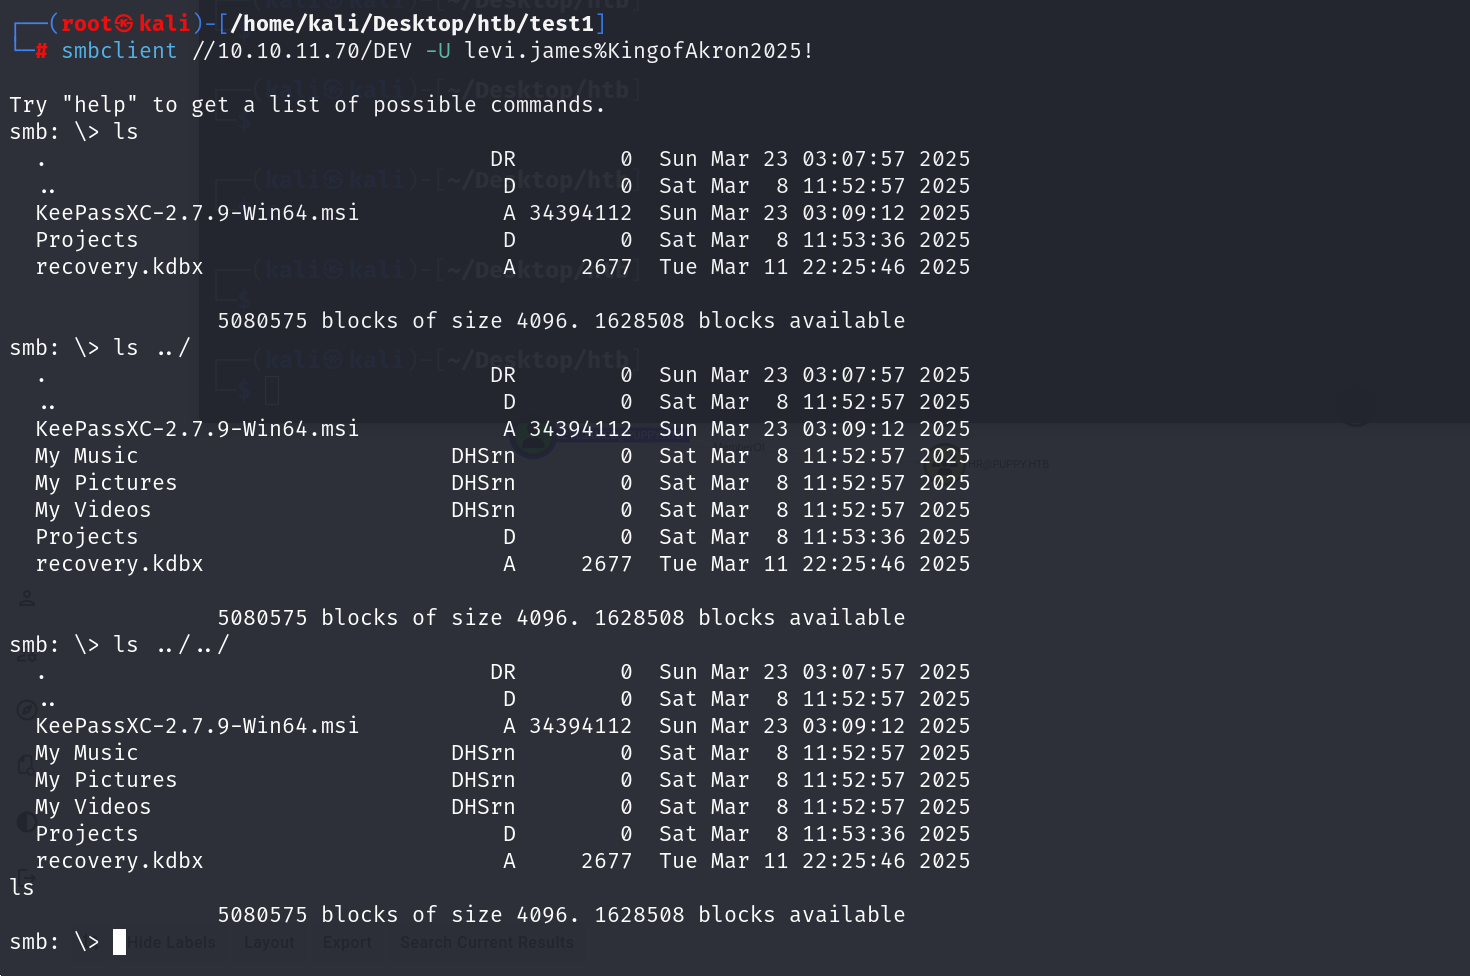 ┌──(root㉿kali)-[/home/kali/Desktop/htb/test1]
└─# smbclient //10.10.11.70/DEV -U levi.james%KingofAkron2025!
Try "help" to get a list of possible commands.
smb: \> ls
  .                                  DR        0  Sun Mar 23 03:07:57 2025
  ..                                  D        0  Sat Mar  8 11:52:57 2025
  KeePassXC-2.7.9-Win64.msi           A 34394112  Sun Mar 23 03:09:12 2025
  Projects                            D        0  Sat Mar  8 11:53:36 2025
  recovery.kdbx                       A     2677  Tue Mar 11 22:25:46 2025
                5080575 blocks of size 4096. 1628508 blocks available
smb: \> ls ../
  .                                  DR        0  Sun Mar 23 03:07:57 2025
  ..                                  D        0  Sat Mar  8 11:52:57 2025
  KeePassXC-2.7.9-Win64.msi           A 34394112  Sun Mar 23 03:09:12 2025
  My Music                        DHSrn        0  Sat Mar  8 11:52:57 2025
  My Pictures                     DHSrn        0  Sat Mar  8 11:52:57 2025
  My Videos                       DHSrn        0  Sat Mar  8 11:52:57 2025
  Projects                            D        0  Sat Mar  8 11:53:36 2025
  recovery.kdbx                       A     2677  Tue Mar 11 22:25:46 2025
                5080575 blocks of size 4096. 1628508 blocks available
smb: \> ls ../../
  .                                  DR        0  Sun Mar 23 03:07:57 2025
  ..                                  D        0  Sat Mar  8 11:52:57 2025
  KeePassXC-2.7.9-Win64.msi           A 34394112  Sun Mar 23 03:09:12 2025
  My Music                        DHSrn        0  Sat Mar  8 11:52:57 2025
  My Pictures                     DHSrn        0  Sat Mar  8 11:52:57 2025
  My Videos                       DHSrn        0  Sat Mar  8 11:52:57 2025
  Projects                            D        0  Sat Mar  8 11:53:36 2025
  recovery.kdbx                       A     2677  Tue Mar 11 22:25:46 2025
ls
                5080575 blocks of size 4096. 1628508 blocks available
smb: \>
Hide Labels Layout Export Search Current Results